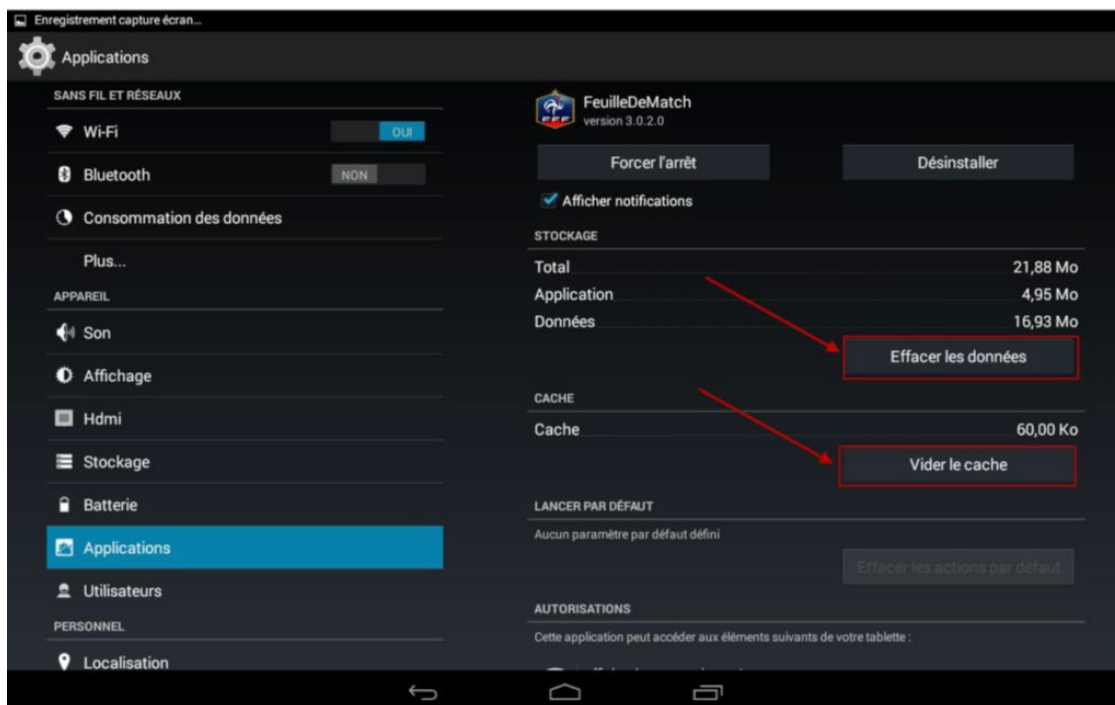 Enregistrement capture écran...
Applications
SANS FIL ET RÉSEAUX
Wi-Fi
OUI
Bluetooth
NON
Consommation des données
Plus...
APPAREIL
Son
Affichage
Hdmi
Stockage
Batterie
Applications
Utilisateurs
PERSONNEL
Localisation
FeuilleDeMatch
version 3.0.2.0
Forcer l'arrêt
Désinstaller
Afficher notifications
STOCKAGE
Total 21,88 Mo
Application 4,95 Mo
Données 16,93 Mo
Effacer les données
CACHE
Cache 60,00 Ko
Vider le cache
LANCER PAR DÉFAUT
Aucun paramètre par défaut défini
Effacer les actions par défaut
AUTORISATIONS
Cette application peut accéder aux éléments suivants de votre tablette :